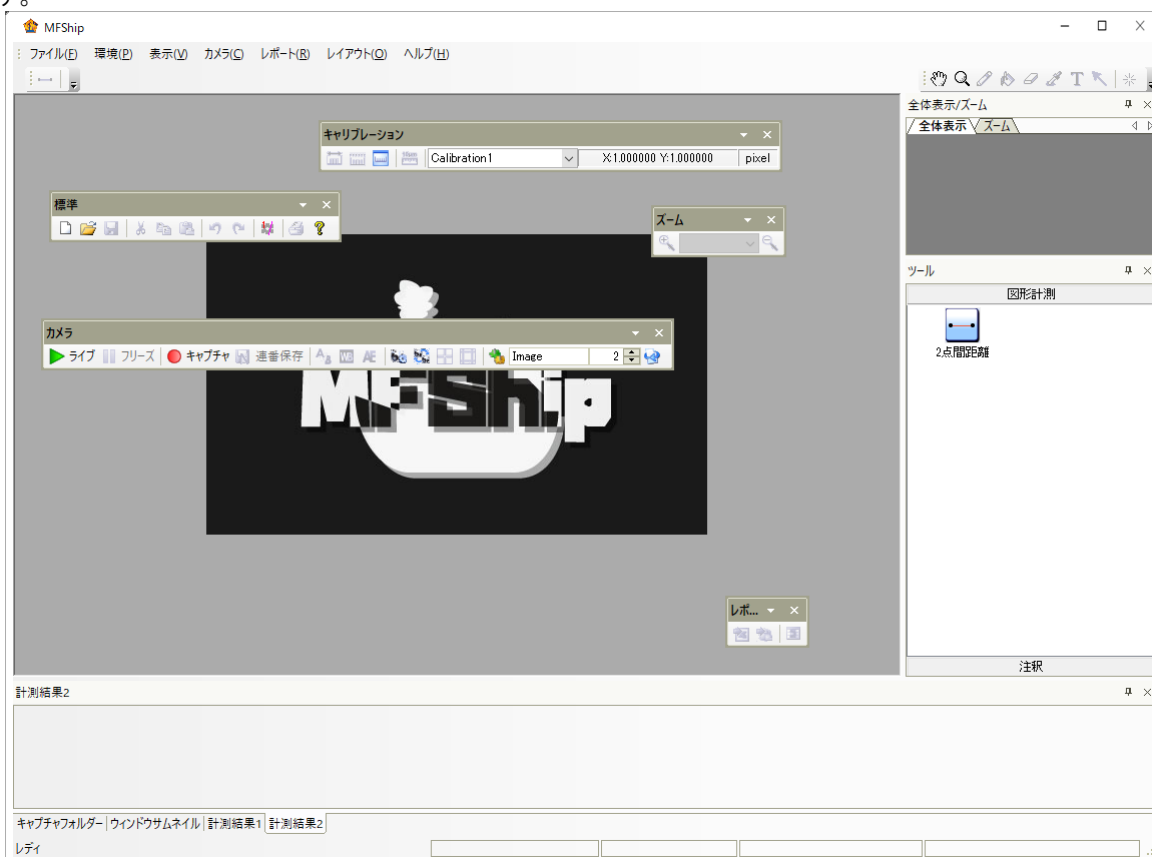 す。
MFShip
ファイル(F) 環境(P) 表示(V) カメラ(C) レポート(R) レイアウト(O) ヘルプ(H)
T
全体表示/ズーム
全体表示 ズーム
キャリブレーション
Calibration1 X:1.000000 Y:1.000000 pixel
標準
ズーム
ツール
図形計測
2点間距離
カメラ
ライブ フリーズ キャプチャ 連番保存 AE Image 2
MFShip
レポ...
注釈
計測結果2
キャプチャフォルダー ウィンドウサムネイル 計測結果1 計測結果2
レディ